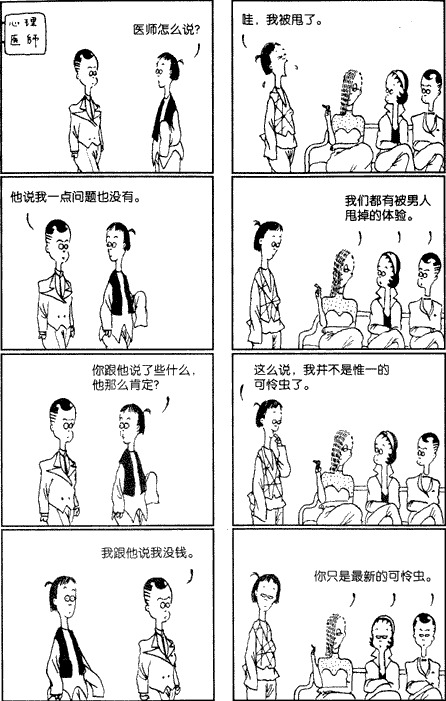 心理
医師
医师怎么说?
他说我一点问题也没有。
你跟他说了些什么,
他那么肯定?
我跟他说我没钱。
哇,我被甩了。
我们都有被男人
甩掉的体验。
这么说,我并不是惟一的
可怜虫了。
你只是最新的可怜虫。